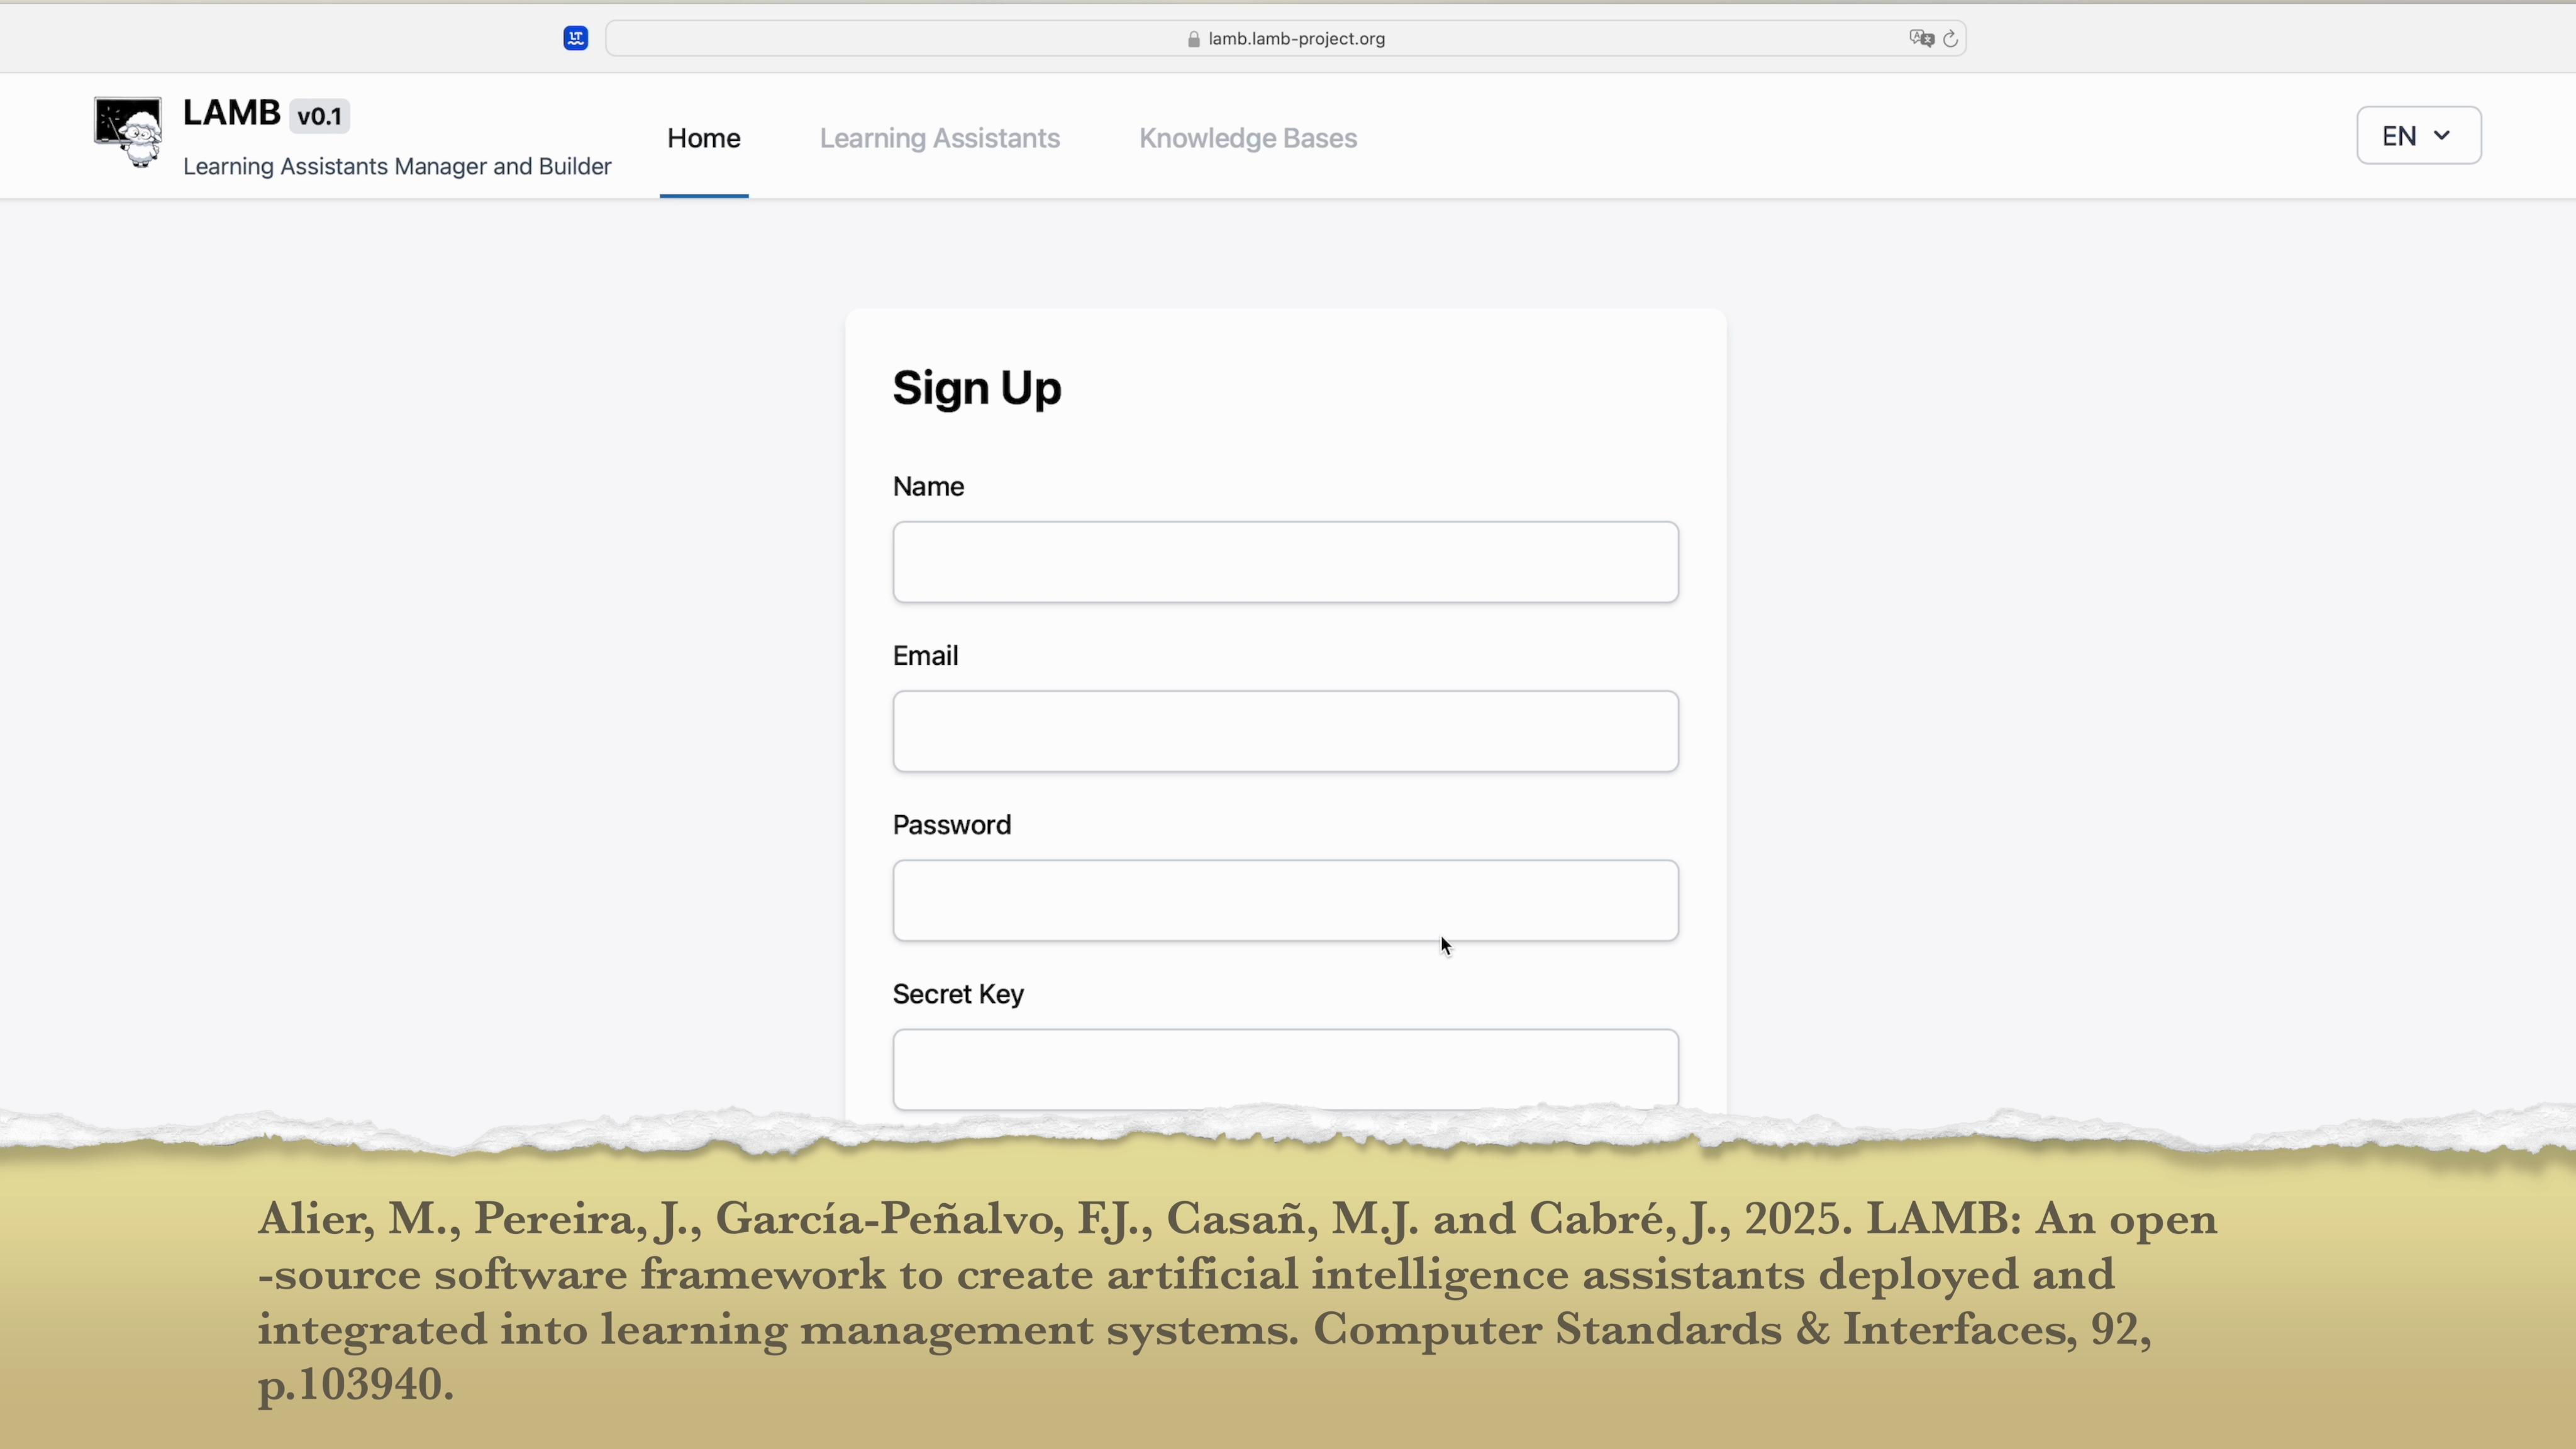 lamb.lamb-project.org
LAMB v0.1
Learning Assistants Manager and Builder
Home
Learning Assistants
Knowledge Bases
EN
Sign Up
Name
Email
Password
Secret Key
Alier, M., Pereira, J., García-Peñalvo, F.J., Casañ, M.J. and Cabré, J., 2025. LAMB: An open
-source software framework to create artificial intelligence assistants deployed and
integrated into learning management systems. Computer Standards & Interfaces, 92,
p.103940.